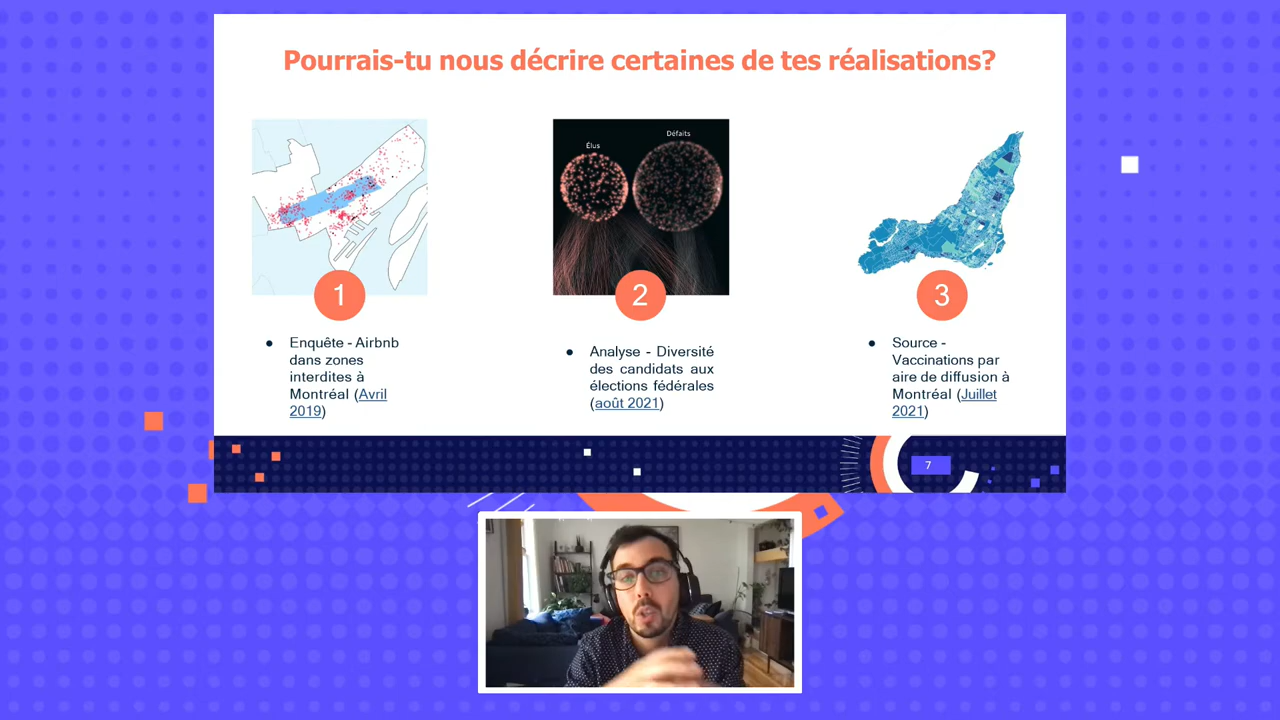 Pourrais-tu nous décrire certaines de tes réalisations?
Élus
Défaits
1
2
3
● Enquête - Airbnb
dans zones
interdites à
Montréal (Avril
2019)
● Analyse - Diversité
des candidats aux
élections fédérales
(août 2021)
● Source -
Vaccinations par
aire de diffusion à
Montréal (Juillet
2021)
7